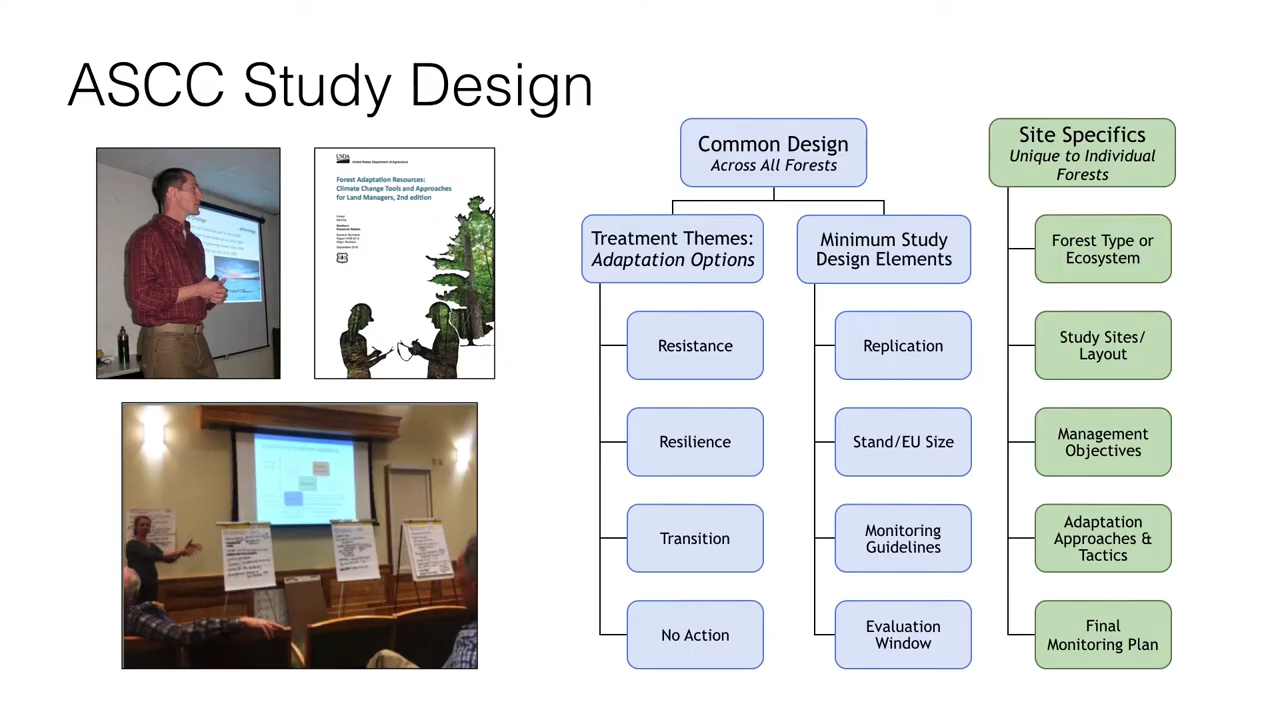 ASCC Study Design
USDA
United States Department of Agriculture
Forest Adaptation Resources:
Climate Change Tools and Approaches
for Land Managers, 2nd edition
Common Design
Across All Forests
Treatment Themes:
Adaptation Options
Resistance
Resilience
Transition
No Action
Minimum Study
Design Elements
Replication
Stand/EU Size
Monitoring
Guidelines
Evaluation
Window
Site Specifics
Unique to Individual
Forests
Forest Type or
Ecosystem
Study Sites/
Layout
Management
Objectives
Adaptation
Approaches &
Tactics
Final
Monitoring Plan